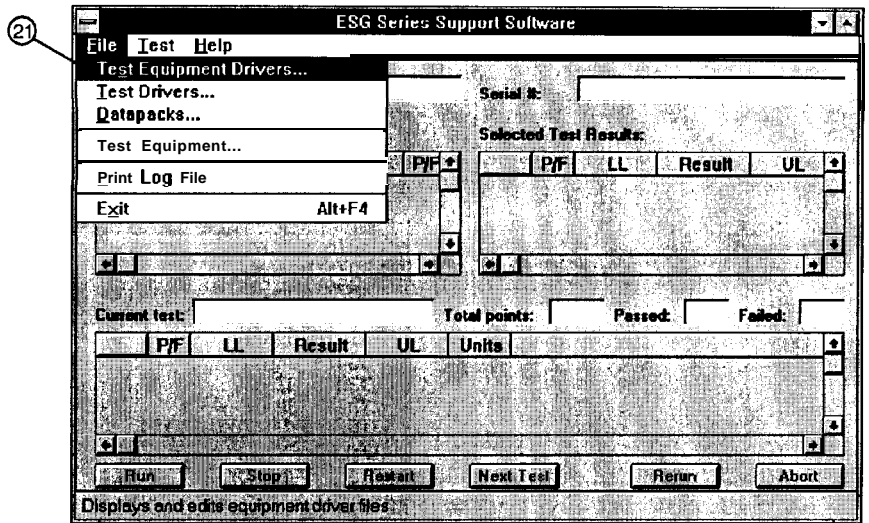 21
ESG Series Support Software
File Test Help
Test Equipment Drivers...
Test Drivers...
Datapacks...
Test Equipment...
Print Log File
Exit Alt+F4
Serial #:
Selected Test Results:
P/F
P/F LL Result UL
Current test: Total points: Passed: Failed:
P/F LL Result UL Units
Run Stop Restart Next Test Rerun Abort
Displays and edits equipment driver files